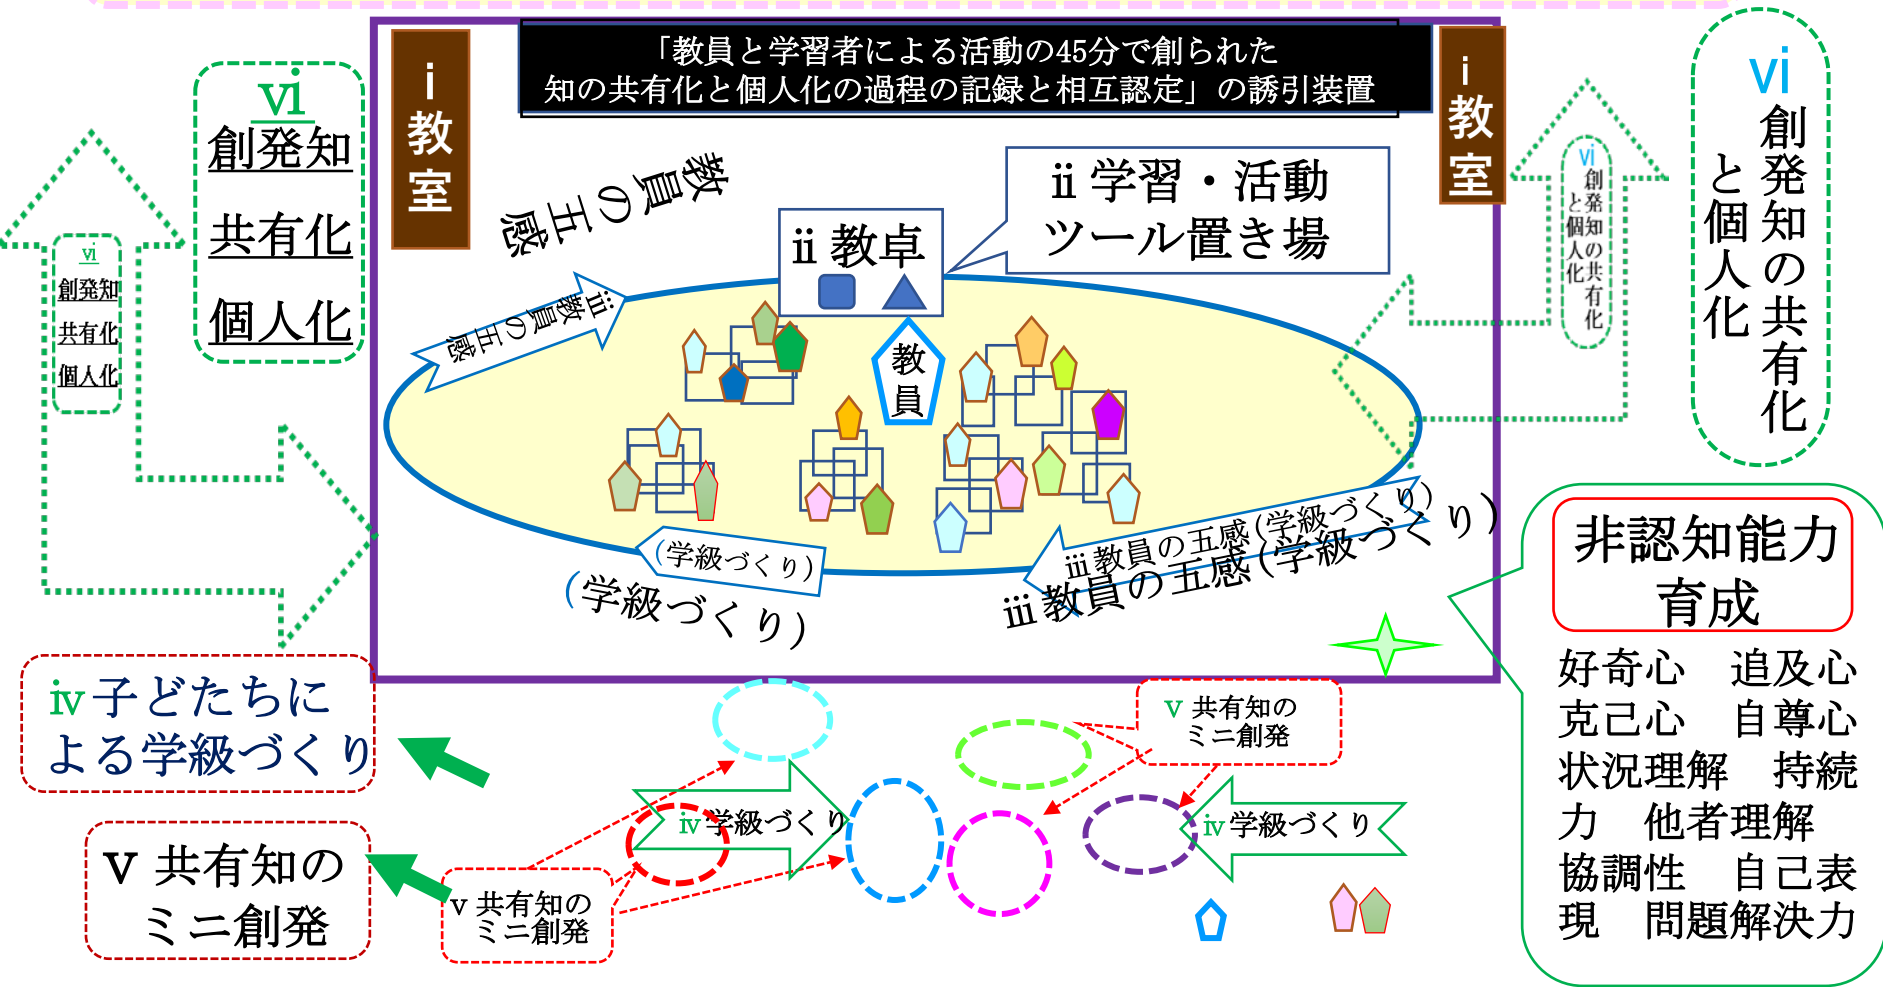 「教員と学習者による活動の45分で創られた
知の共有化と個人化の過程の記録と相互認定」の誘引装置
ⅰ教室
ⅰ教室
ⅵ
創発知
共有化
個人化
ⅵ
創発知
共有化
個人化
教員の五感
ⅱ教卓
ⅱ学習・活動
ツール置き場
ⅵ
創発知の共有化
と個人化
ⅵ
創発知の共有化
と個人化
ⅲ教員の五感
教員
(学級づくり)
(学級づくり)
ⅲ教員の五感(学級づくり)
ⅲ教員の五感(学級づくり)
非認知能力
育成
好奇心　追及心
克己心　自尊心
状況理解　持続
力　他者理解
協調性　自己表
現　問題解決力
ⅳ子どたちに
よる学級づくり
ⅴ 共有知の
ミニ創発
ⅴ 共有知の
ミニ創発
ⅳ学級づくり
ⅳ学級づくり
ⅴ 共有知の
ミニ創発